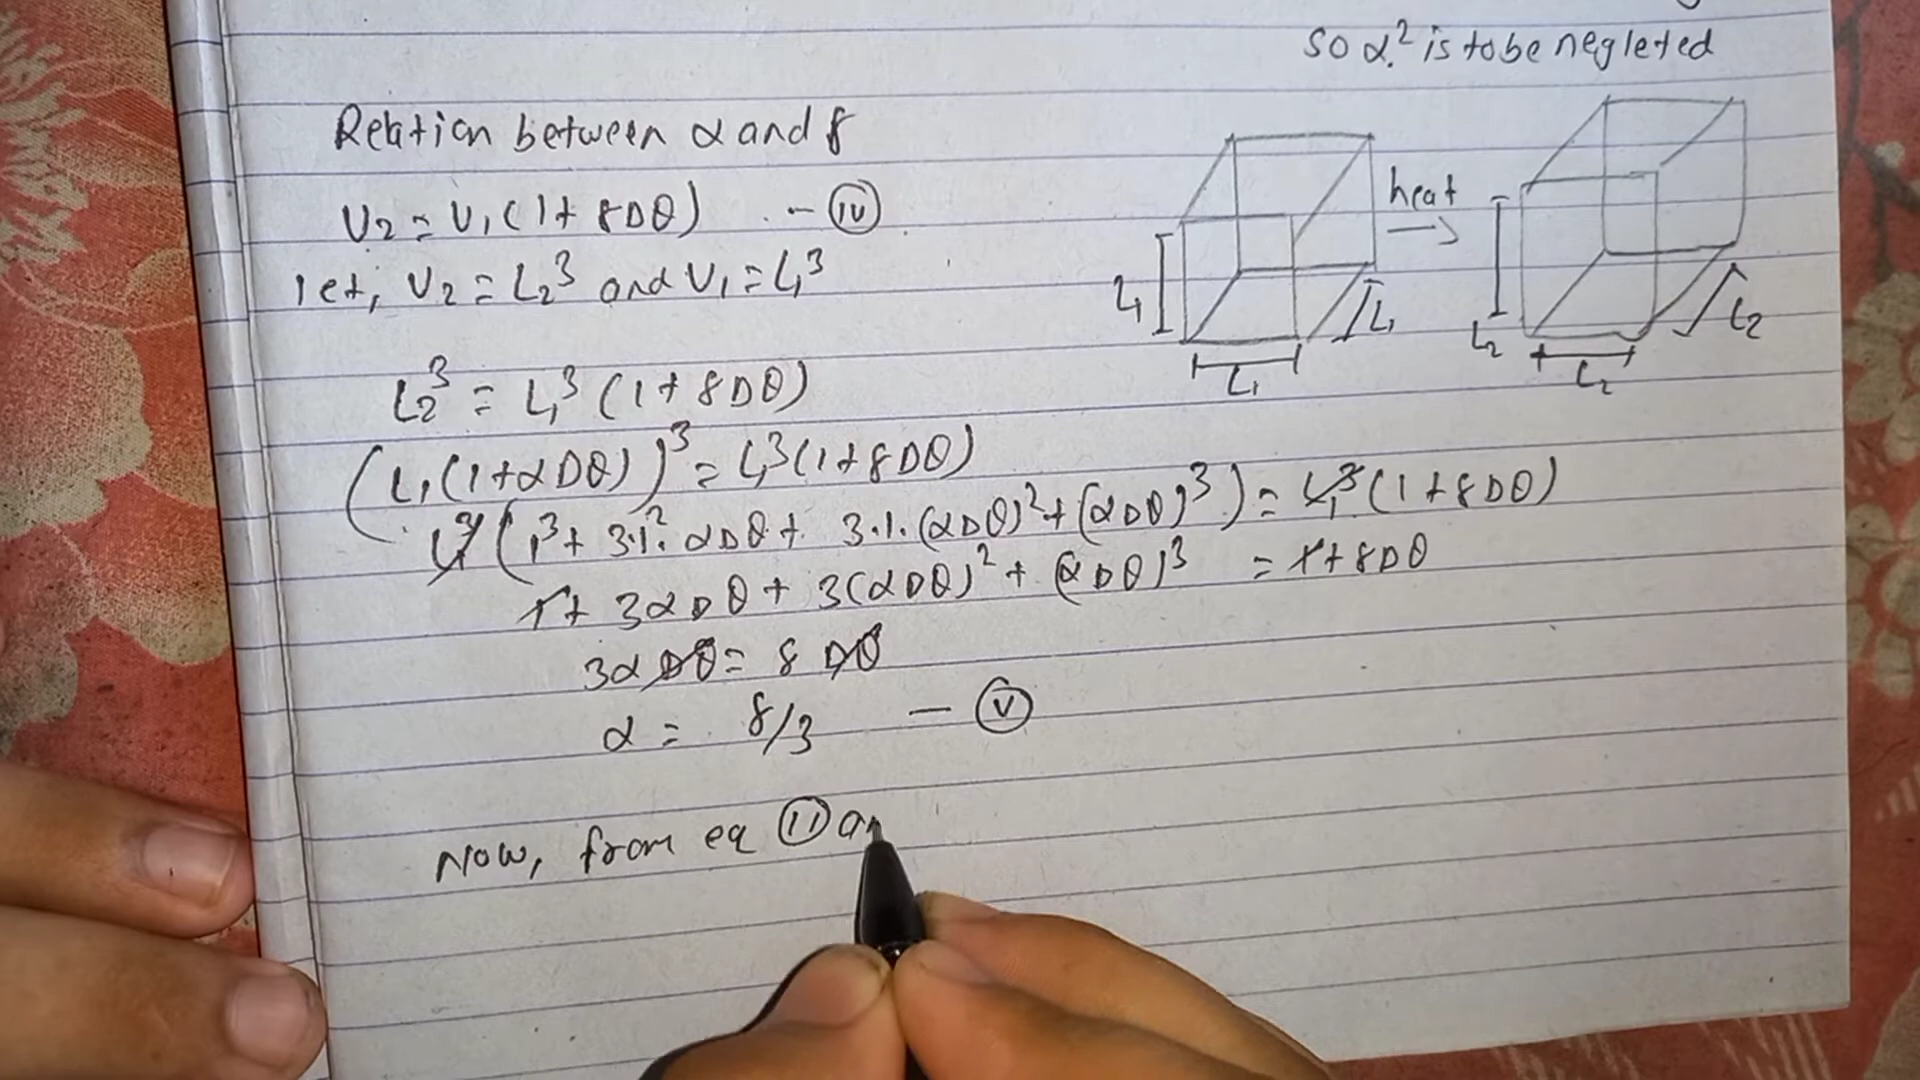 so α² is to be negleted
Relation between α and γ
V₂ = V₁ (1 + γΔθ) - (iv)
let, V₂ = L₂³ and V₁ = L₁³
L₂³ = L₁³ (1 + γΔθ)
(L₁(1+αΔθ))³ = L₁³(1+γΔθ)
L₁³ (1³ + 3·1²·αΔθ + 3·1·(αΔθ)² + (αΔθ)³) = L₁³ (1 + γΔθ)
1 + 3αΔθ + 3(αΔθ)² + (αΔθ)³ = 1 + γΔθ
3αΔθ = γΔθ
α = γ/3 - (v)
Now, from eq (ii) an
heat
L₁
L₁
L₁
L₂
L₂
L₂